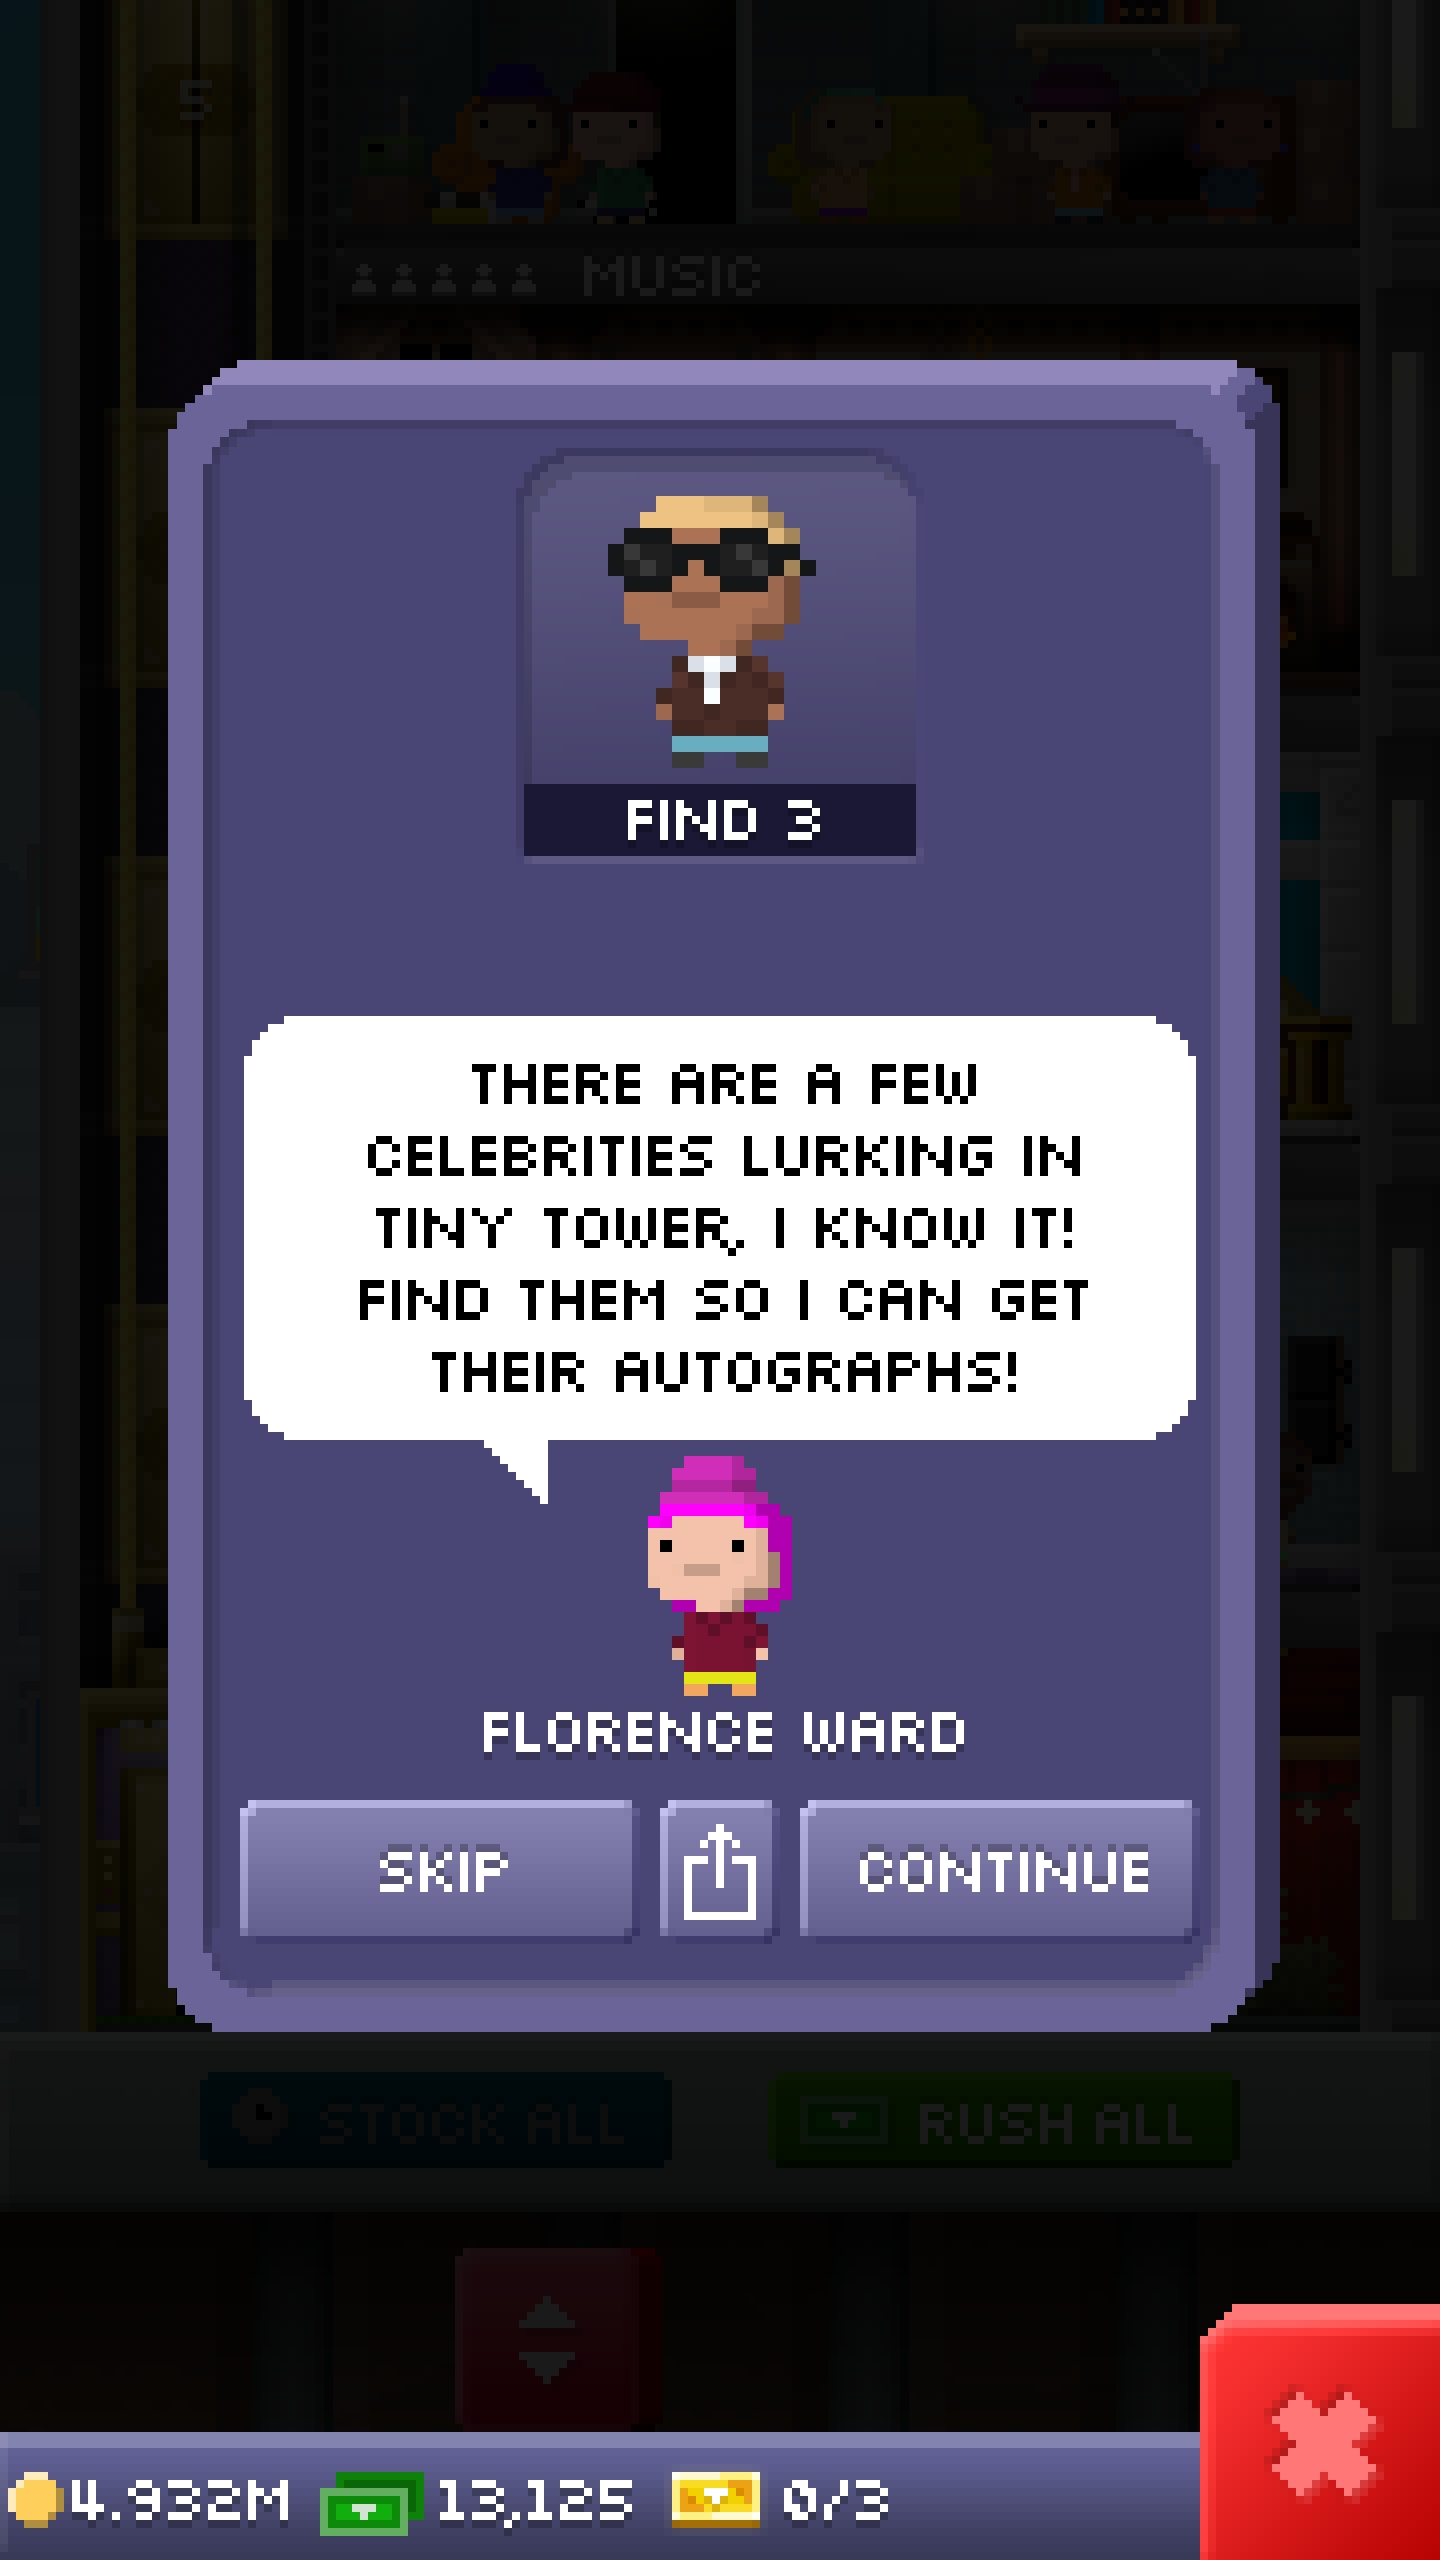 5
MUSIC
FIND 3
THERE ARE A FEW
CELEBRITIES LURKING IN
TINY TOWER, I KNOW IT!
FIND THEM SO I CAN GET
THEIR AUTOGRAPHS!
FLORENCE WARD
SKIP
CONTINUE
STOCK ALL
RUSH ALL
4.932M
13,125
0/3